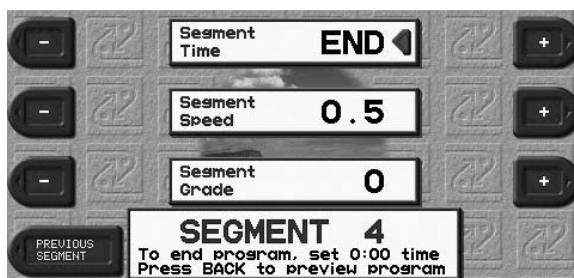 - Segment Time END +
- Segment Speed 0.5 +
- Segment Grade 0 +
PREVIOUS SEGMENT
SEGMENT 4
To end program, set 0:00 time
Press BACK to preview program